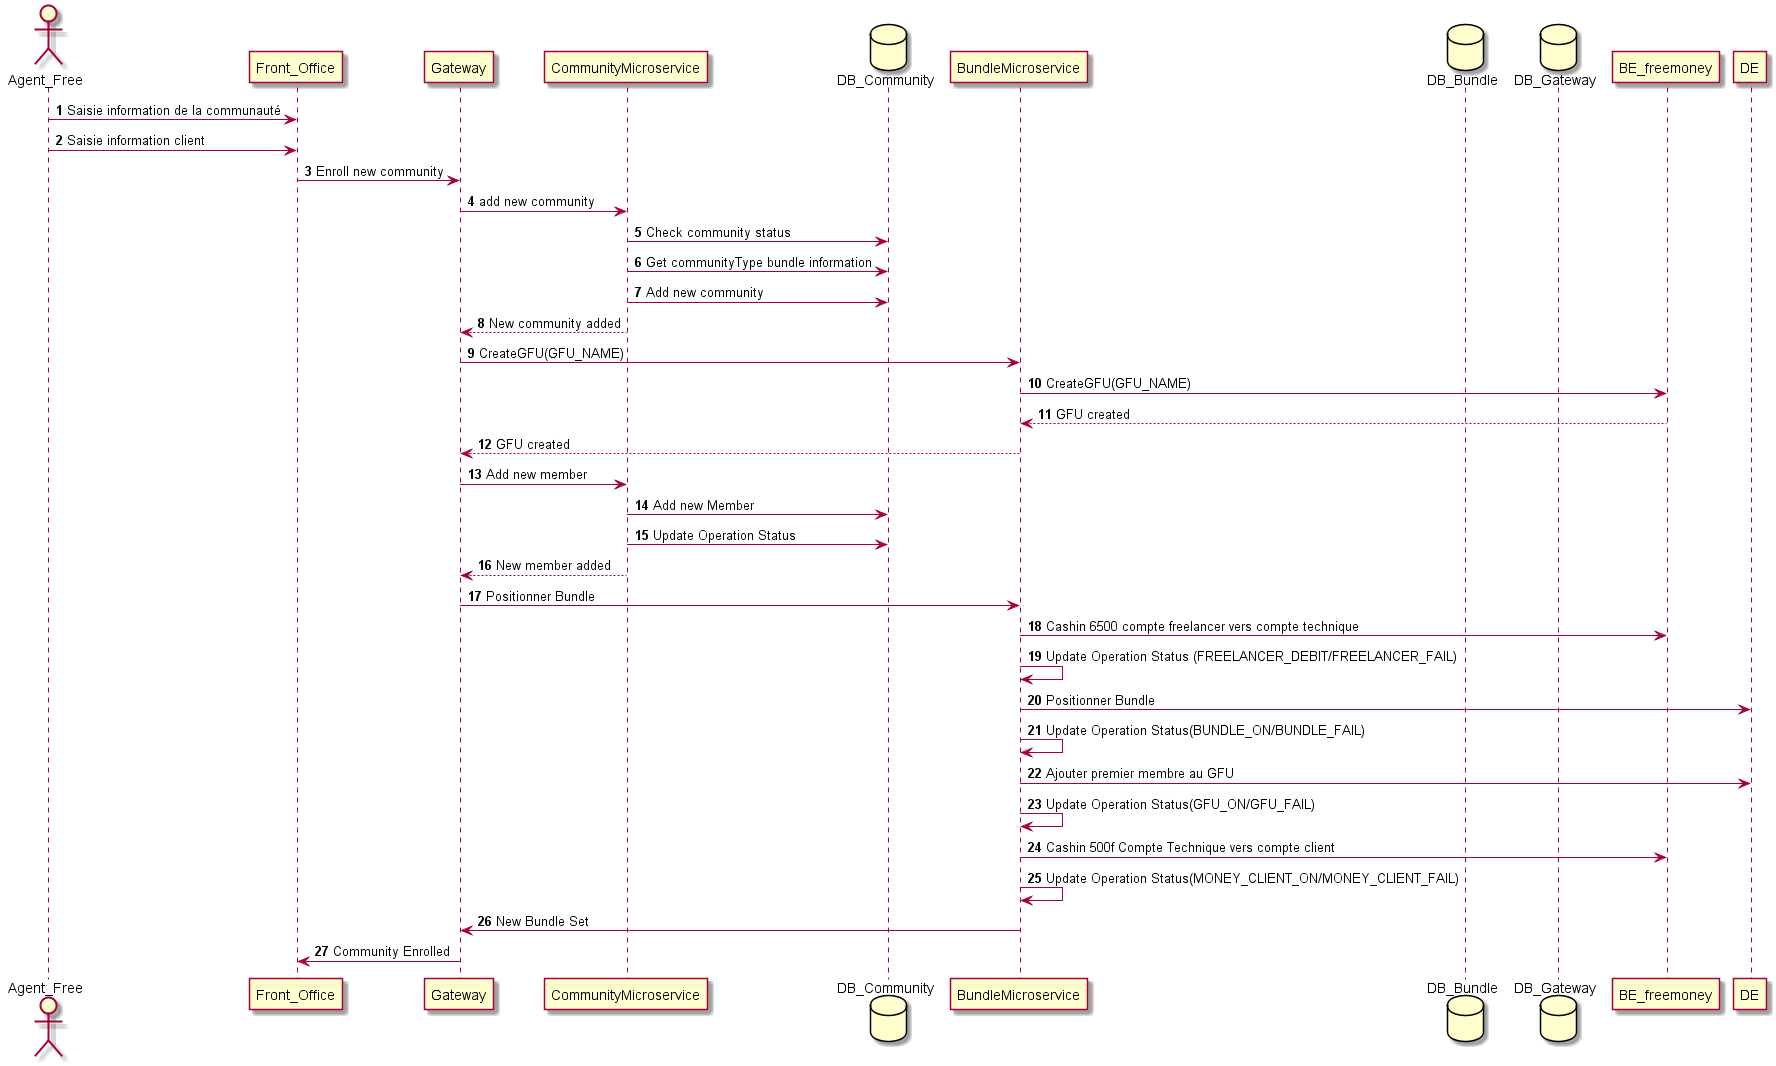 Agent_Free
Front_Office
Gateway
CommunityMicroservice
DB_Community
BundleMicroservice
DB_Bundle
DB_Gateway
BE_freemoney
DE
1 Saisie information de la communauté
2 Saisie information client
3 Enroll new community
4 add new community
5 Check community status
6 Get communityType bundle information
7 Add new community
8 New community added
9 CreateGFU(GFU_NAME)
10 CreateGFU(GFU_NAME)
11 GFU created
12 GFU created
13 Add new member
14 Add new Member
15 Update Operation Status
16 New member added
17 Positionner Bundle
18 Cashin 6500 compte freelancer vers compte technique
19 Update Operation Status (FREELANCER_DEBIT/FREELANCER_FAIL)
20 Positionner Bundle
21 Update Operation Status(BUNDLE_ON/BUNDLE_FAIL)
22 Ajouter premier membre au GFU
23 Update Operation Status(GFU_ON/GFU_FAIL)
24 Cashin 500f Compte Technique vers compte client
25 Update Operation Status(MONEY_CLIENT_ON/MONEY_CLIENT_FAIL)
26 New Bundle Set
27 Community Enrolled
Agent_Free
Front_Office
Gateway
CommunityMicroservice
DB_Community
BundleMicroservice
DB_Bundle
DB_Gateway
BE_freemoney
DE